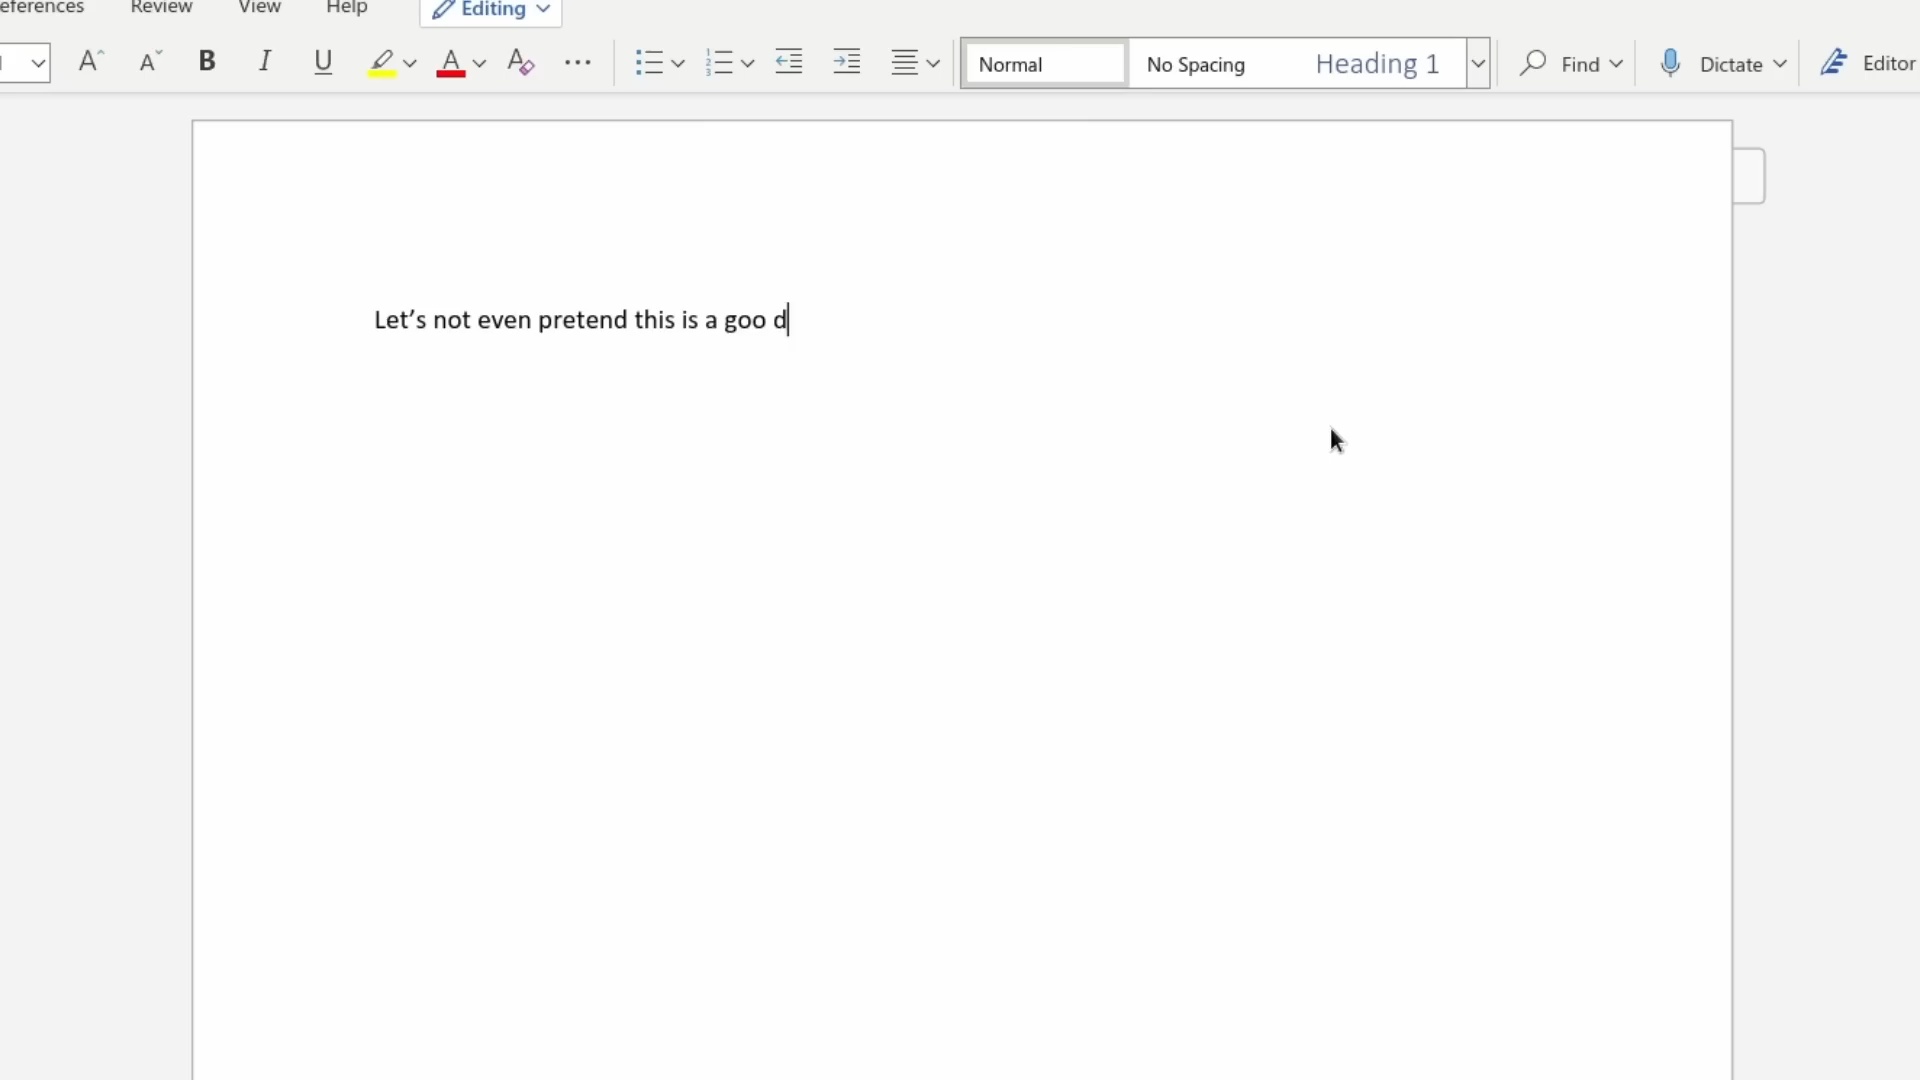 Review View Help Editing
B I U A Normal No Spacing Heading 1 Find Dictate Editor
Let’s not even pretend this is a goo d